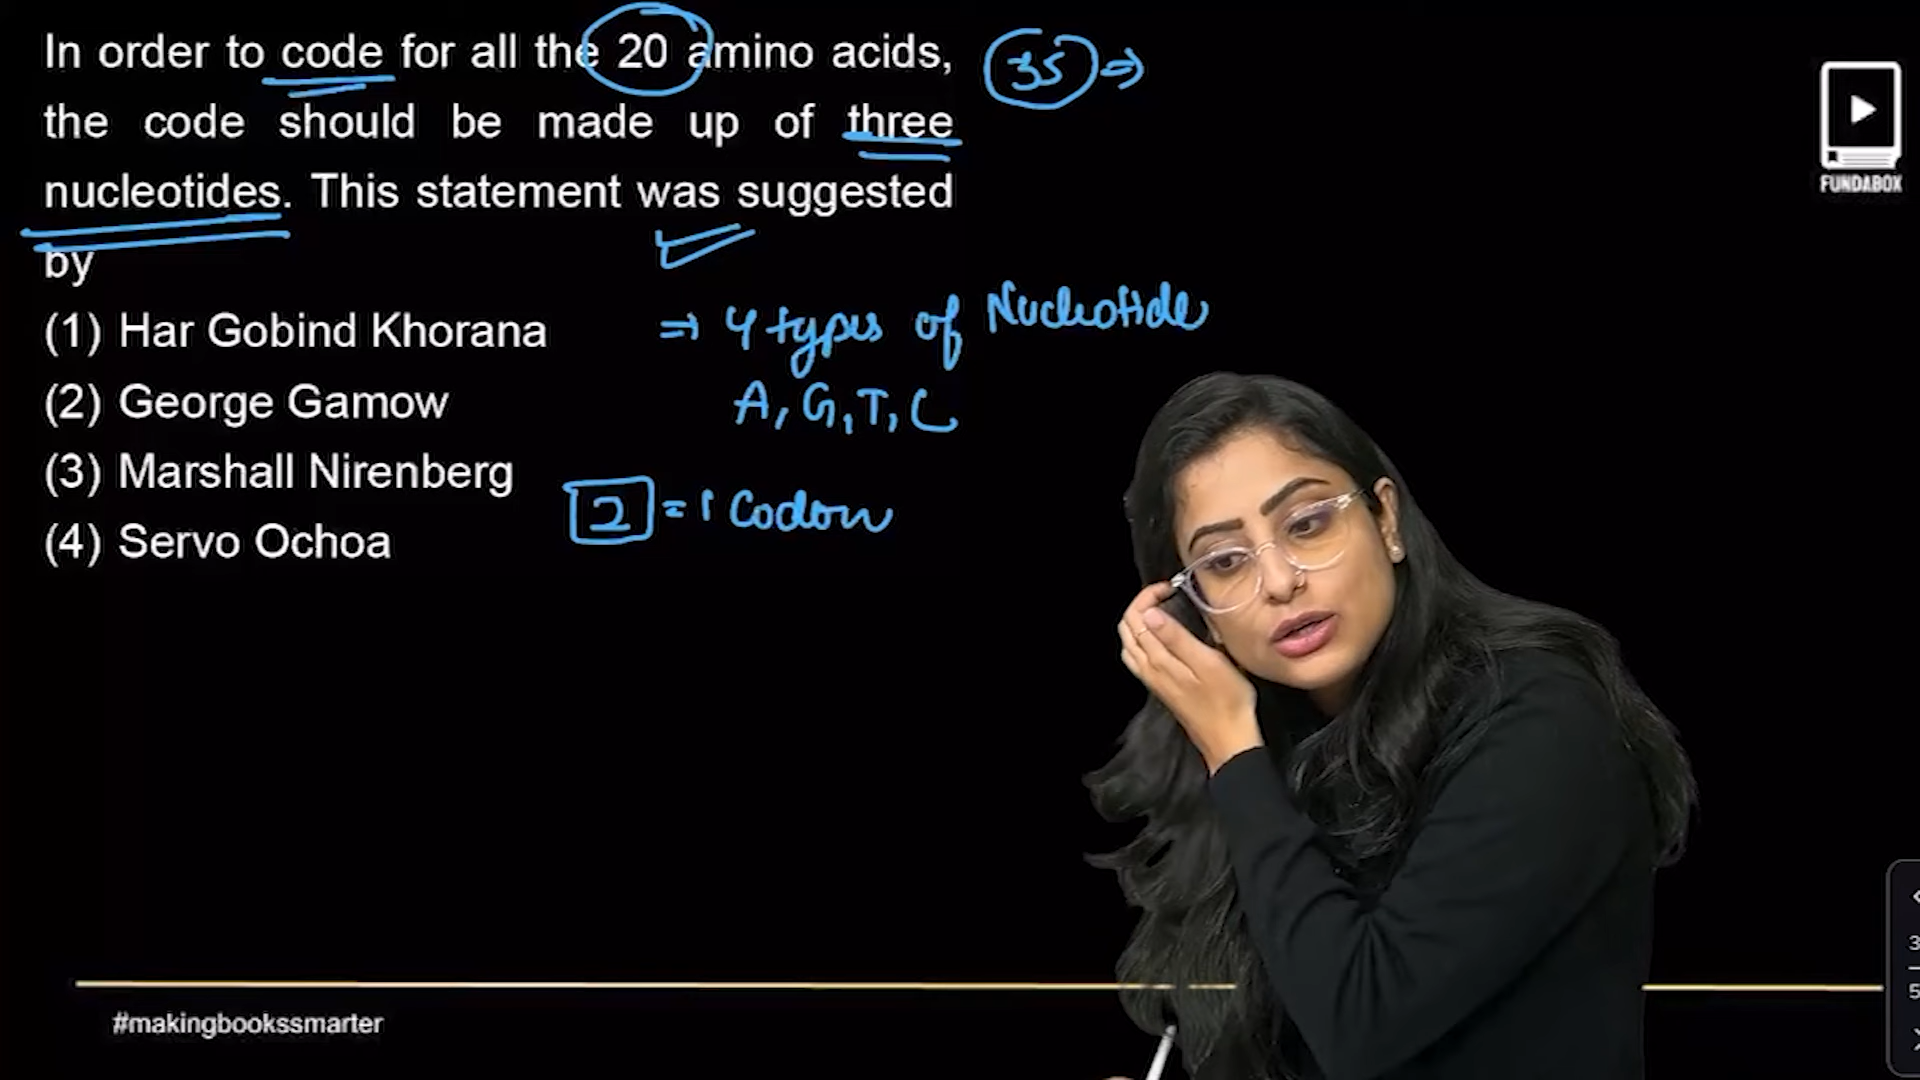 In order to code for all the 20 amino acids,
the code should be made up of three
nucleotides. This statement was suggested
by
(1) Har Gobind Khorana
(2) George Gamow
(3) Marshall Nirenberg
(4) Servo Ochoa
35 ⇒
⇒ 4 types of Nucleotide
A, G, T, C
2 = 1 Codon
FUNDABOX
#makingbookssmarter
3
5